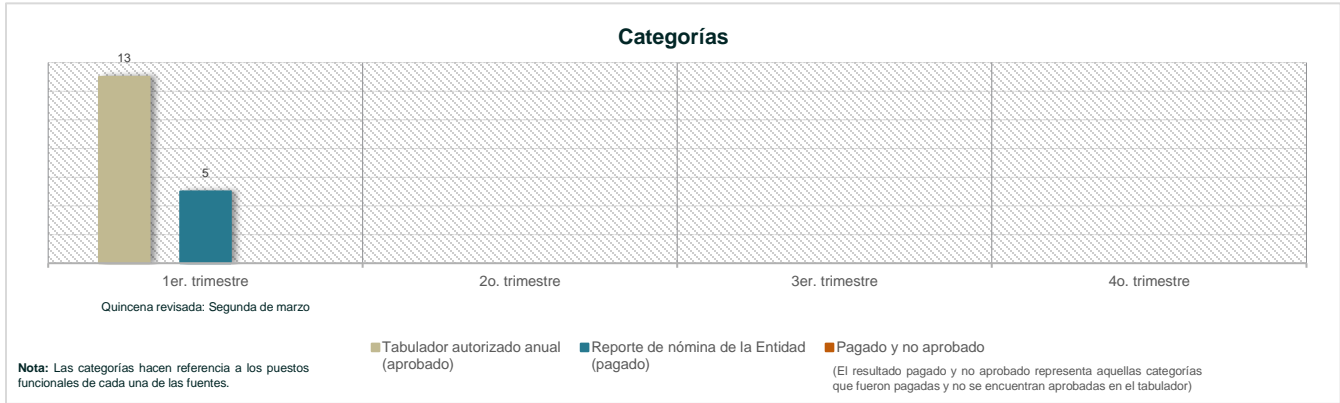 Categorías
13
5
1er. trimestre
2o. trimestre
3er. trimestre
4o. trimestre
Quincena revisada: Segunda de marzo
Tabulador autorizado anual
(aprobado)
Reporte de nómina de la Entidad
(pagado)
Pagado y no aprobado
(El resultado pagado y no aprobado representa aquellas categorías
que fueron pagadas y no se encuentran aprobadas en el tabulador)
Nota: Las categorías hacen referencia a los puestos
funcionales de cada una de las fuentes.